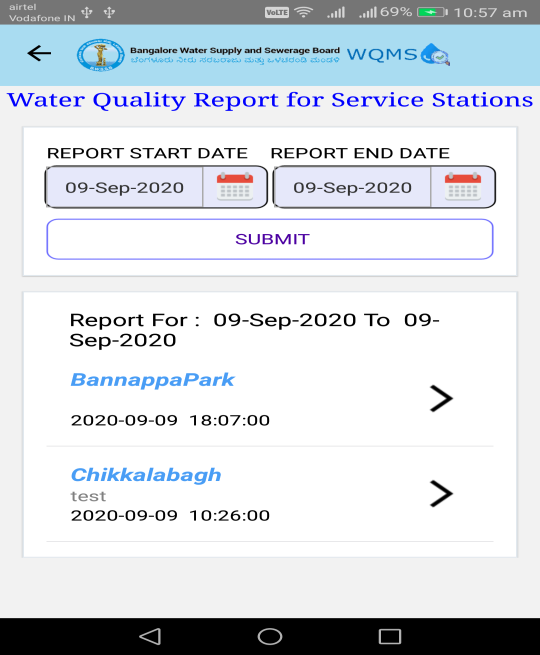 airtel
Vodafone IN
VoLTE
69%
10:57 am
Bangalore Water Supply and Sewerage Board
ಬೆಂಗಳೂರು ನೀರು ಸರಬರಾಜು ಮತ್ತು ಒಳಚರಂಡಿ ಮಂಡಳಿ
WQMS
Water Quality Report for Service Stations
REPORT START DATE REPORT END DATE
09-Sep-2020 09-Sep-2020
SUBMIT
Report For : 09-Sep-2020 To 09-
Sep-2020
BannappaPark
2020-09-09 18:07:00
Chikkalabagh
test
2020-09-09 10:26:00